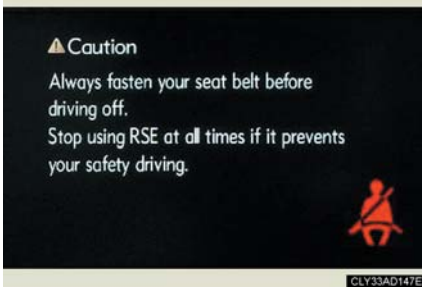 Caution
Always fasten your seat belt before
driving off.
Stop using RSE at all times if it prevents
your safety driving.
CLY33AD147E